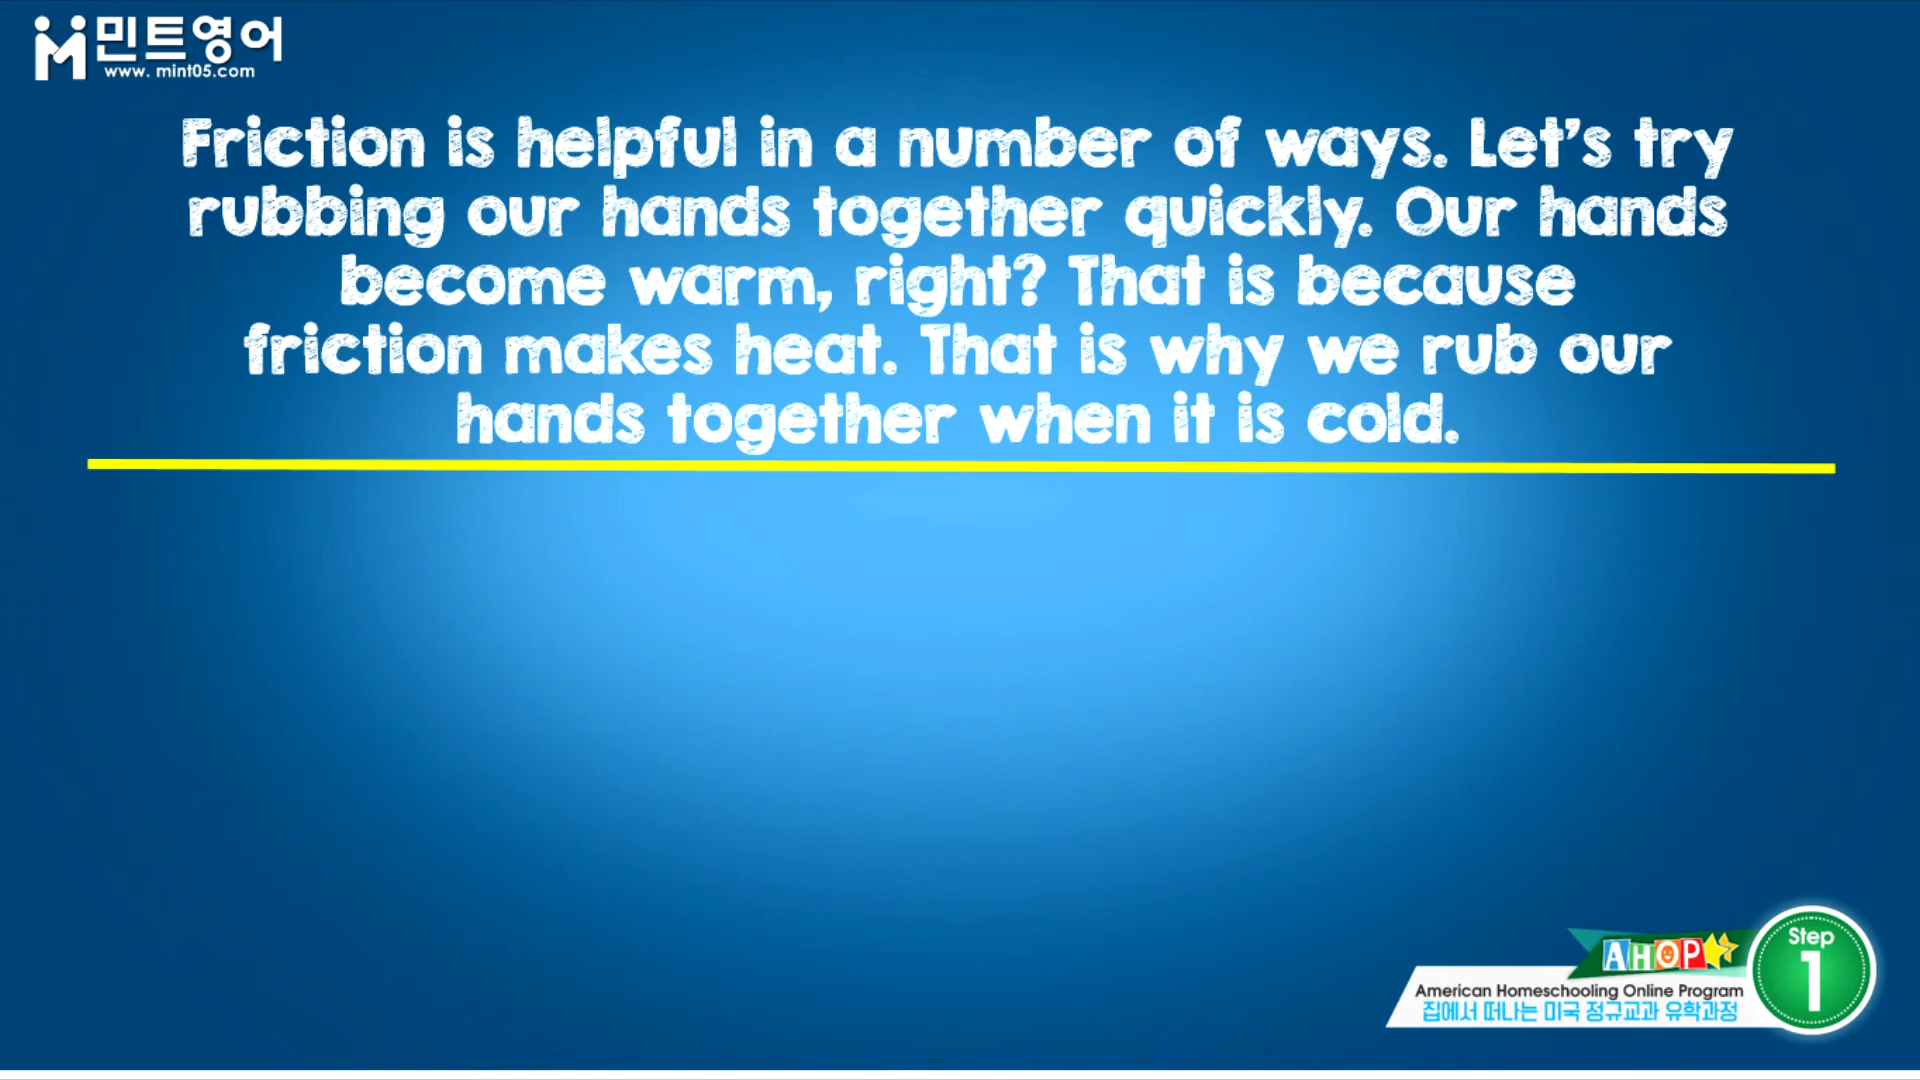 민트영어
www. mint05.com
Friction is helpful in a number of ways. Let's try
rubbing our hands together quickly. Our hands
become warm, right? That is because
friction makes heat. That is why we rub our
hands together when it is cold.
AHOP
Step
1
American Homeschooling Online Program
집에서 떠나는 미국 정규교과 유학과정